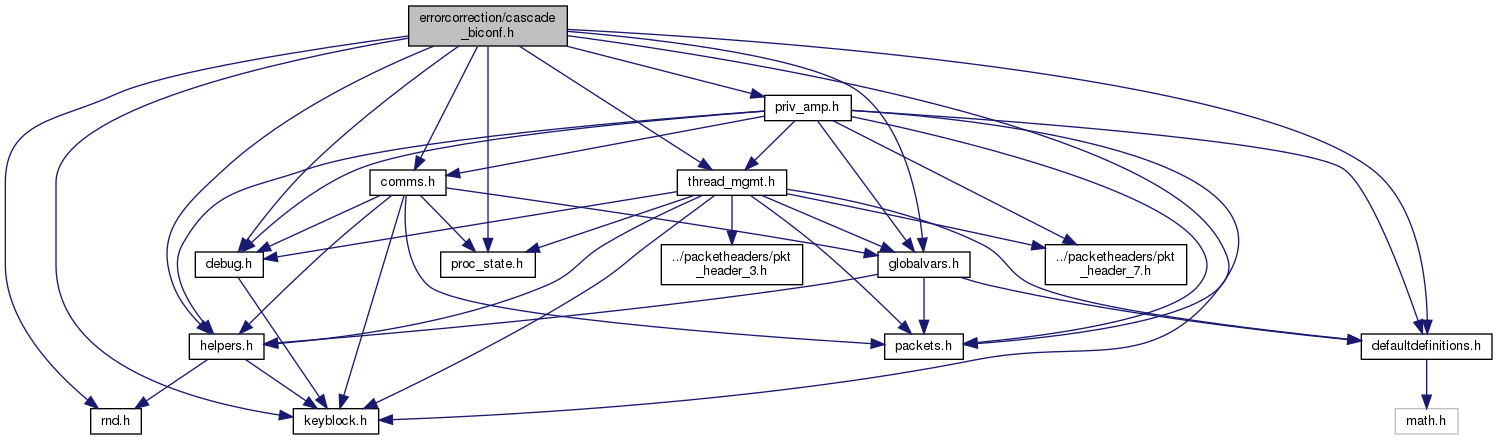 errorcorrection/cascade
_biconf.h
priv_amp.h
comms.h
thread_mgmt.h
debug.h
proc_state.h
../packetheaders/pkt
_header_3.h
globalvars.h
../packetheaders/pkt
_header_7.h
helpers.h
packets.h
defaultdefinitions.h
rnd.h
keyblock.h
math.h